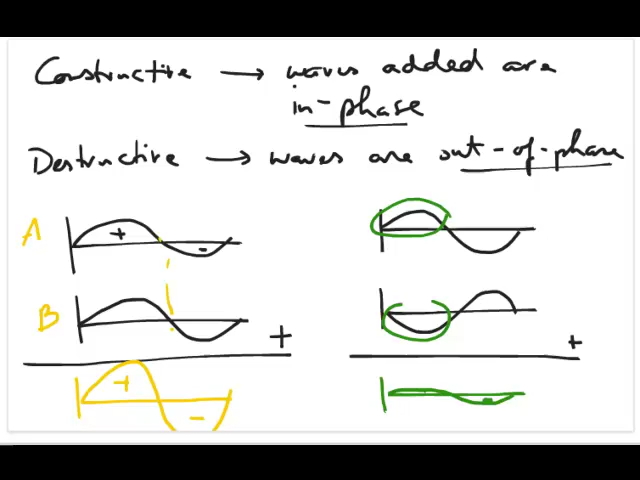 Constructive → waves added are
in-phase
Destructive → waves are out-of-phase
A
+
-
B
+
+
+
-